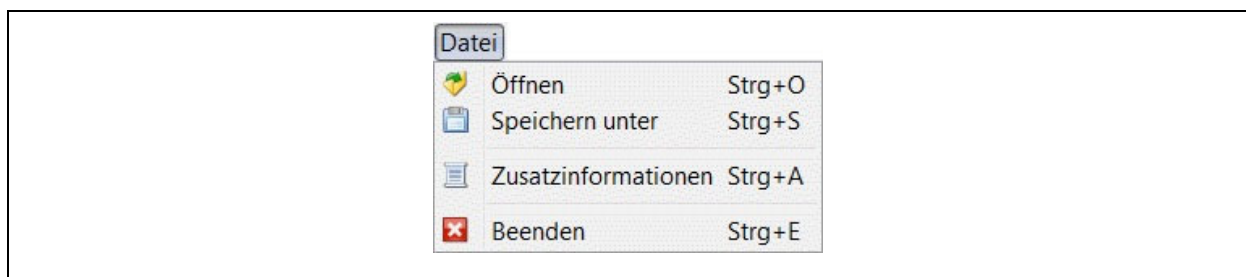 Datei
Öffnen Strg+O
Speichern unter Strg+S
Zusatzinformationen Strg+A
Beenden Strg+E